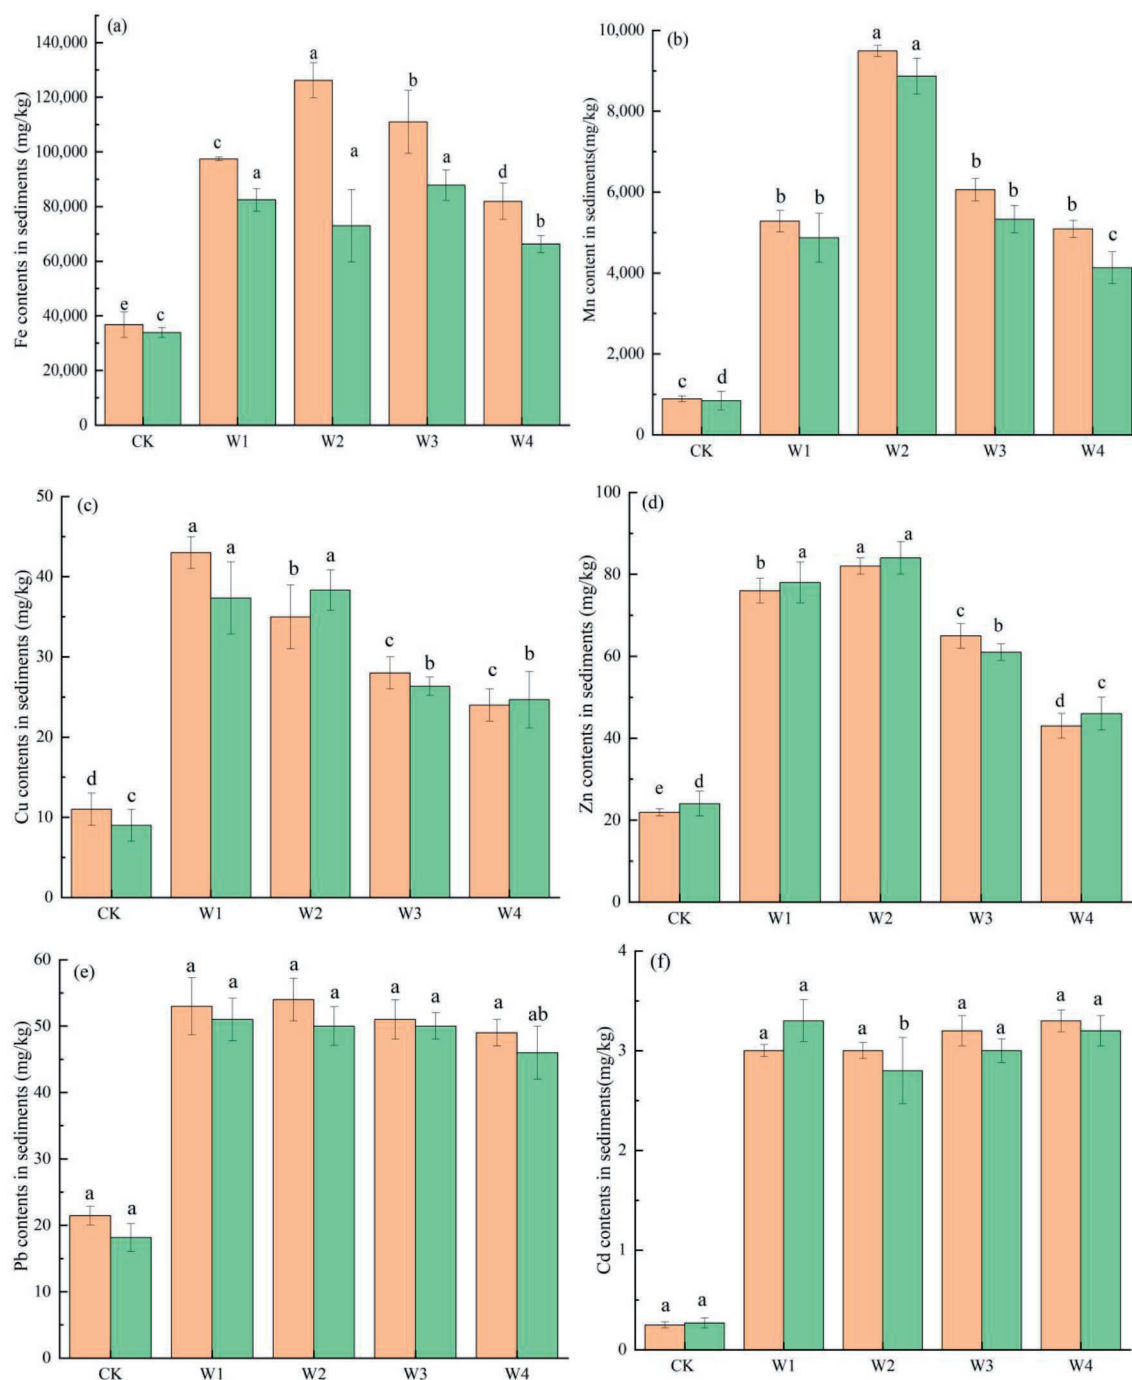 (a)
Fe contents in sediments (mg/kg)
140,000
120,000
100,000
80,000
60,000
40,000
20,000
0
e c c a a a b a d b
CK W1 W2 W3 W4
(b)
Mn content in sediments(mg/kg)
10,000
8,000
6,000
4,000
2,000
0
c d b b a a b b b c
CK W1 W2 W3 W4
(c)
Cu contents in sediments (mg/kg)
50
40
30
20
10
0
d c a a b a c b c b
CK W1 W2 W3 W4
(d)
Zn contents in sediments (mg/kg)
100
80
60
40
20
0
e d b a a a c b d c
CK W1 W2 W3 W4
(e)
Pb contents in sediments (mg/kg)
60
50
40
30
20
10
0
a a a a a a a a a ab
CK W1 W2 W3 W4
(f)
Cd contents in sediments(mg/kg)
4
3
2
1
0
a a a a a b a a a a
CK W1 W2 W3 W4